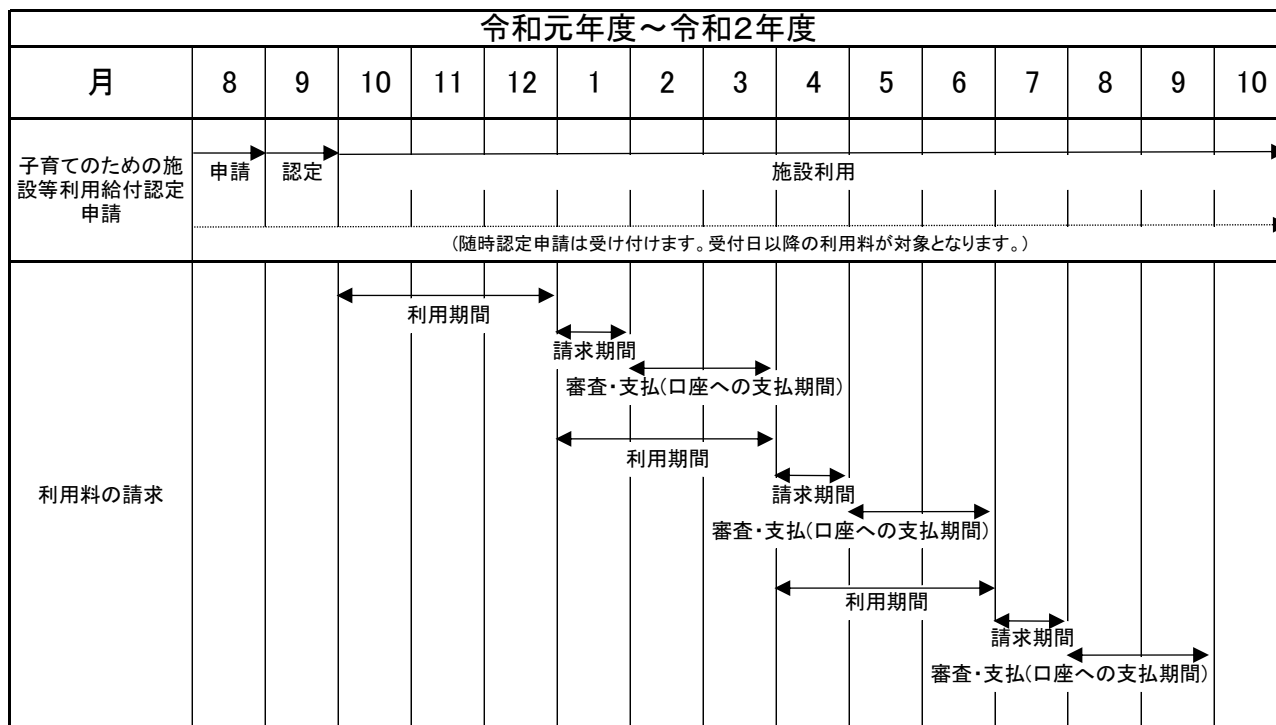 令和元年度～令和2年度
月 8 9 10 11 12 1 2 3 4 5 6 7 8 9 10
子育てのための施
設等利用給付認定
申請
申請 認定 施設利用
(随時認定申請は受け付けます。受付日以降の利用料が対象となります。)
利用料の請求
利用期間
請求期間
審査・支払(口座への支払期間)
利用期間
請求期間
審査・支払(口座への支払期間)
利用期間
請求期間
審査・支払(口座への支払期間)